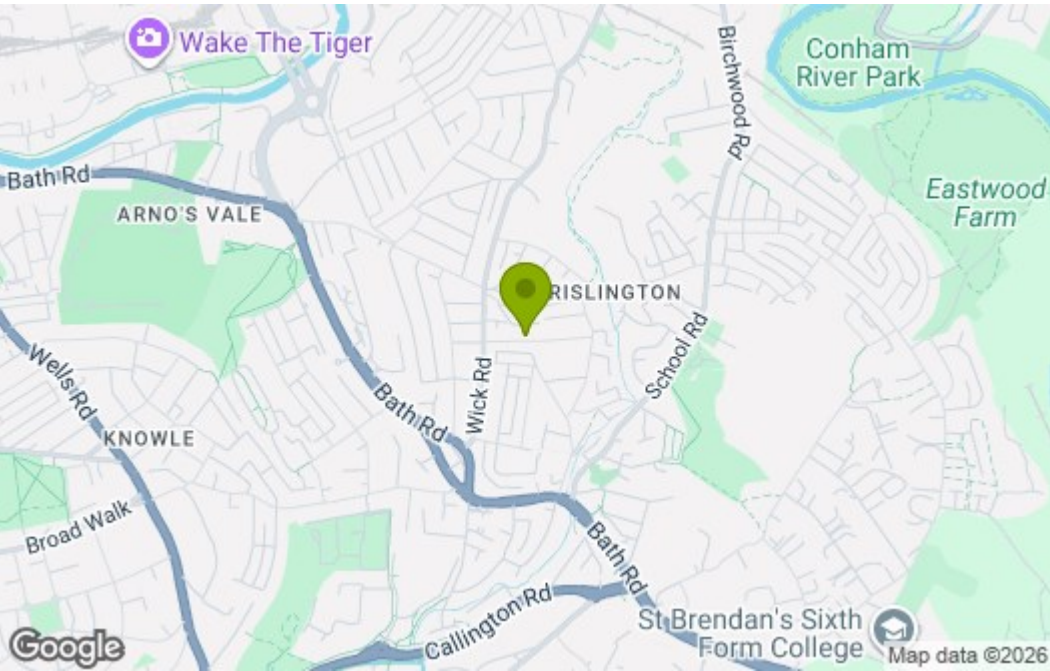 Wake The Tiger
Conham
River Park
Birchwood Rd
Bath Rd
Eastwood
Farm
ARNO'S VALE
RISLINGTON
School Rd
Wells Rd
Wick Rd
Bath Rd
KNOWLE
Broad Walk
Bath Rd
Callington Rd
St Brendan's Sixth
Form College
Google
Map data ©2026